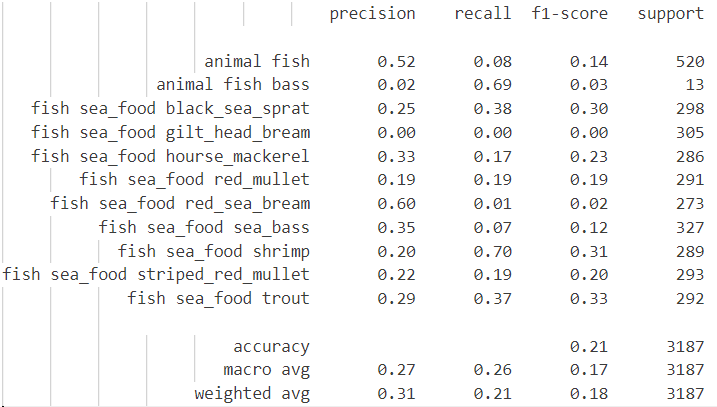 precision recall f1-score support
animal fish 0.52 0.08 0.14 520
animal fish bass 0.02 0.69 0.03 13
fish sea_food black_sea_sprat 0.25 0.38 0.30 298
fish sea_food gilt_head_bream 0.00 0.00 0.00 305
fish sea_food hourse_mackerel 0.33 0.17 0.23 286
fish sea_food red_mullet 0.19 0.19 0.19 291
fish sea_food red_sea_bream 0.60 0.01 0.02 273
fish sea_food sea_bass 0.35 0.07 0.12 327
fish sea_food shrimp 0.20 0.70 0.31 289
fish sea_food striped_red_mullet 0.22 0.19 0.20 293
fish sea_food trout 0.29 0.37 0.33 292
accuracy 0.21 3187
macro avg 0.27 0.26 0.17 3187
weighted avg 0.31 0.21 0.18 3187